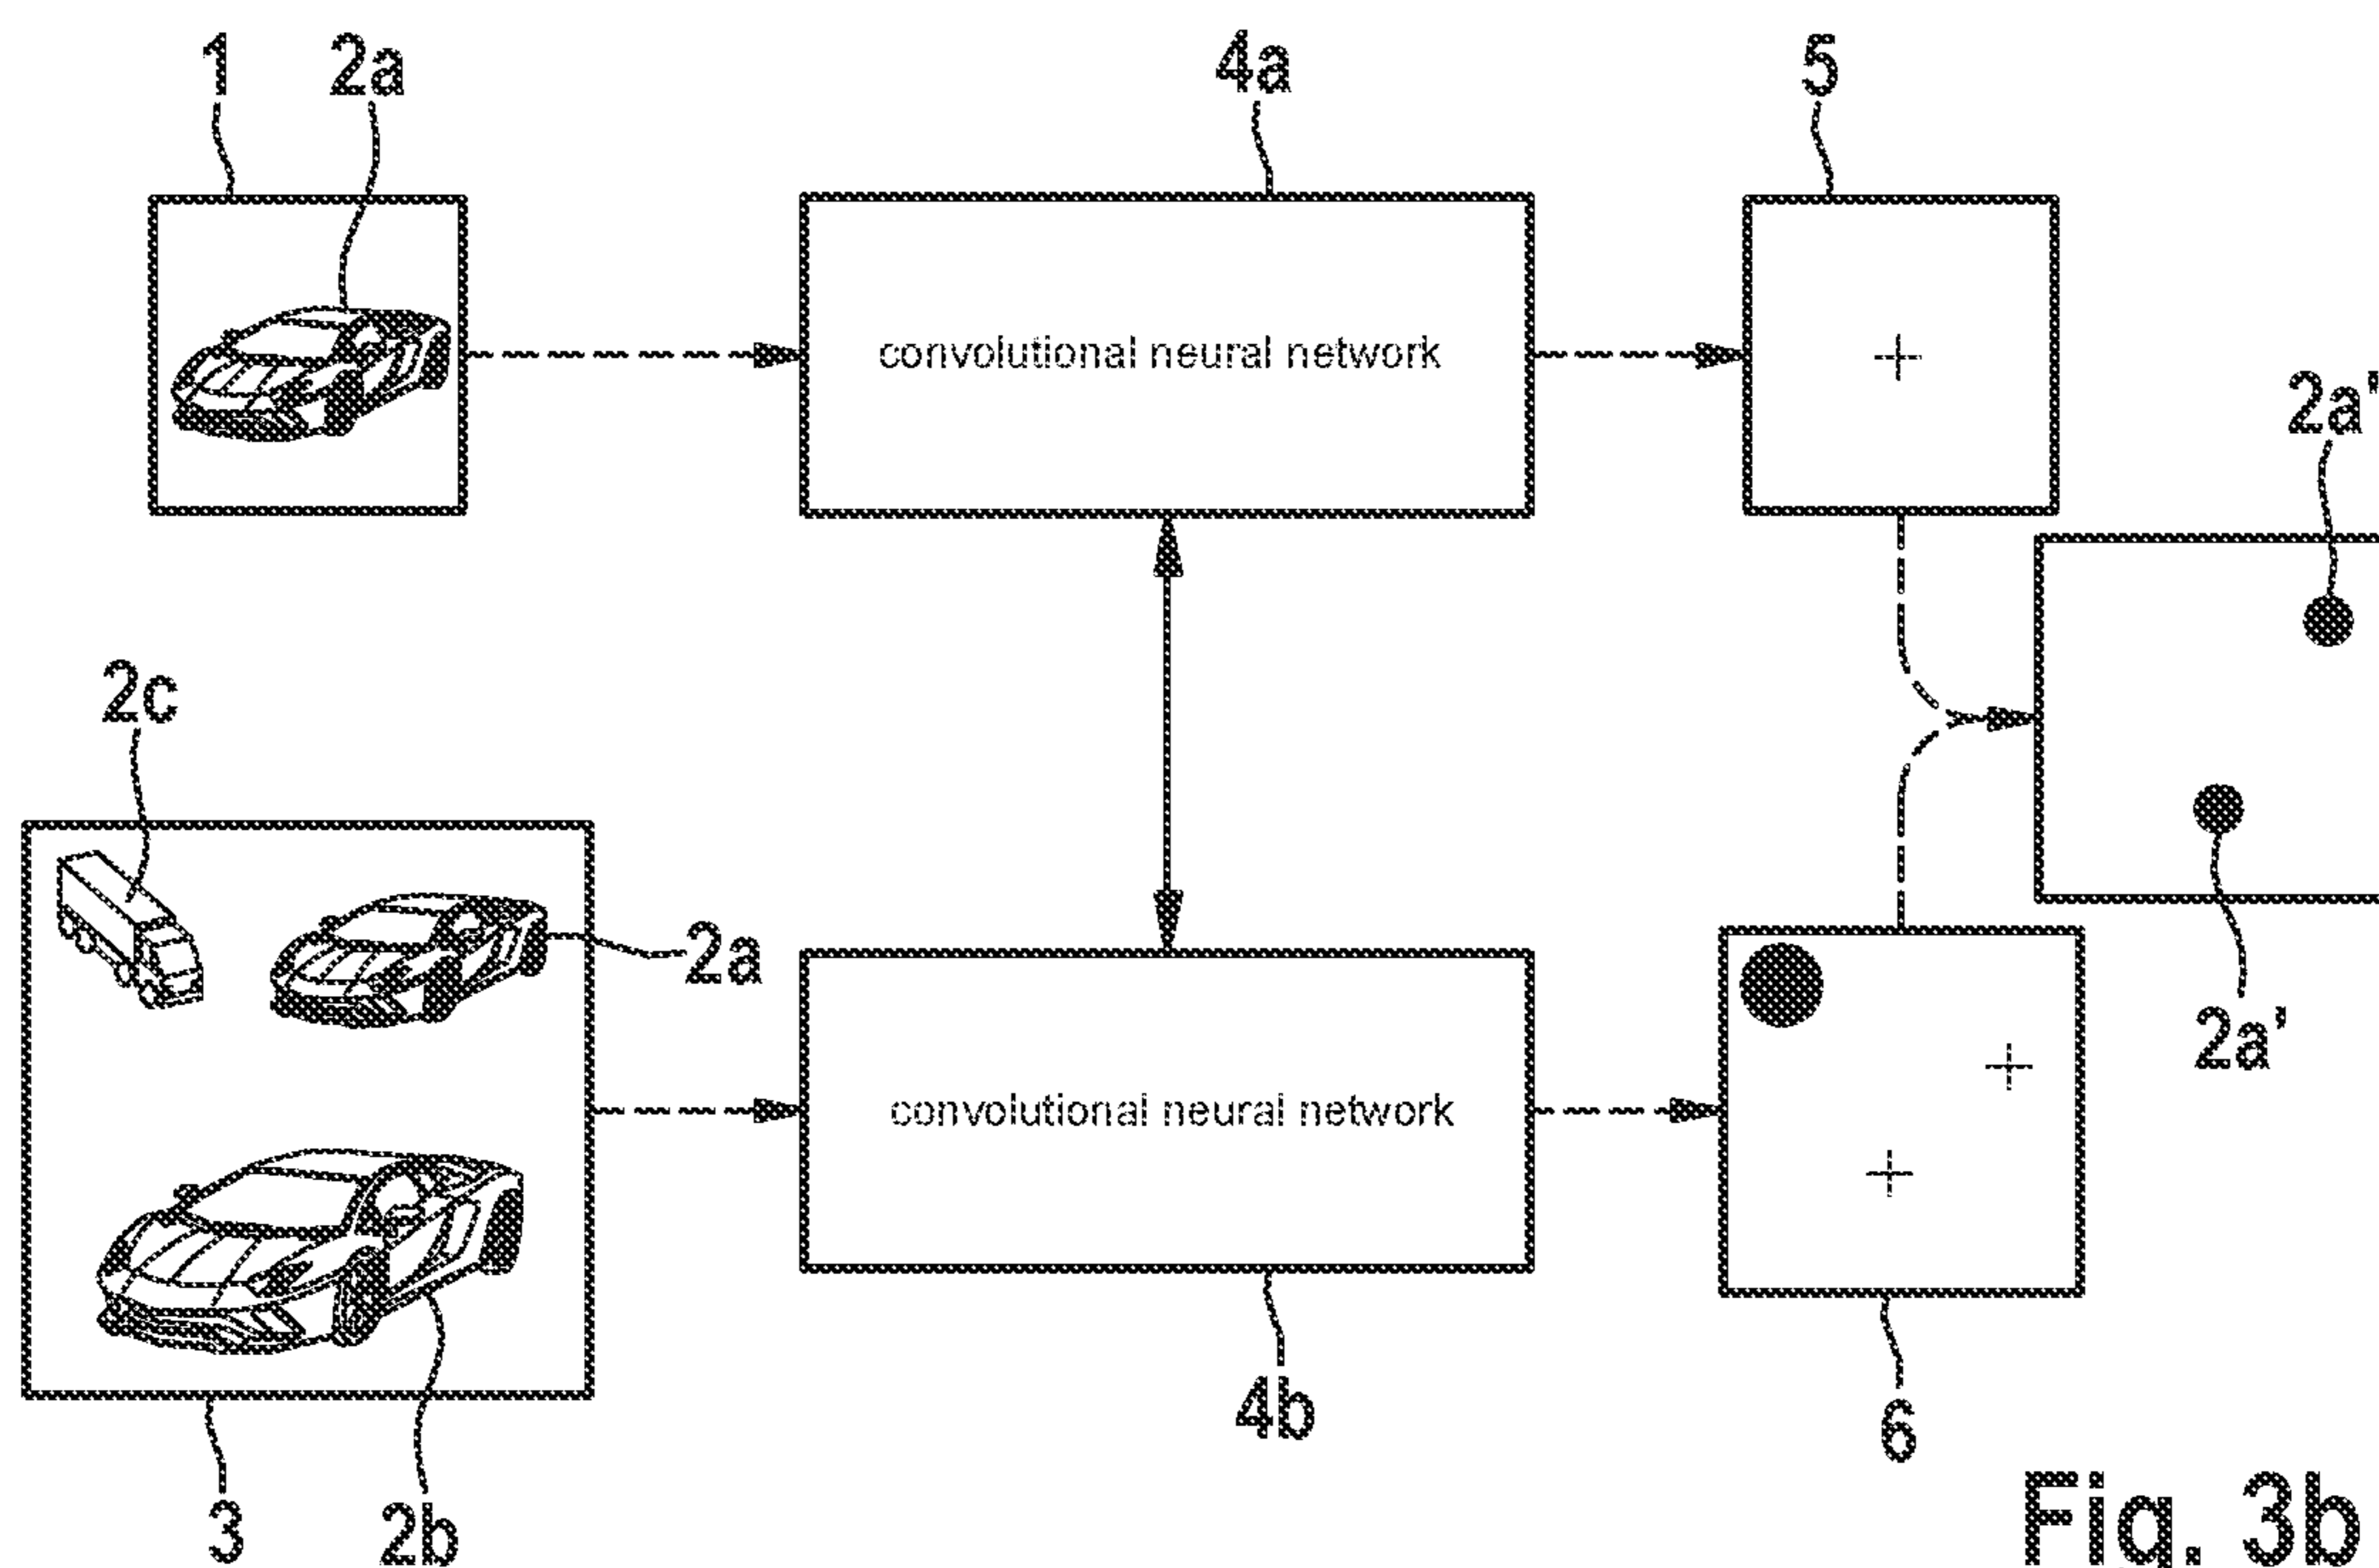 1 2a 4a 5
convolutional neural network
2a'
2c
2a
2a'
convolutional neural network
4b
6
3 2b
Fig. 3b